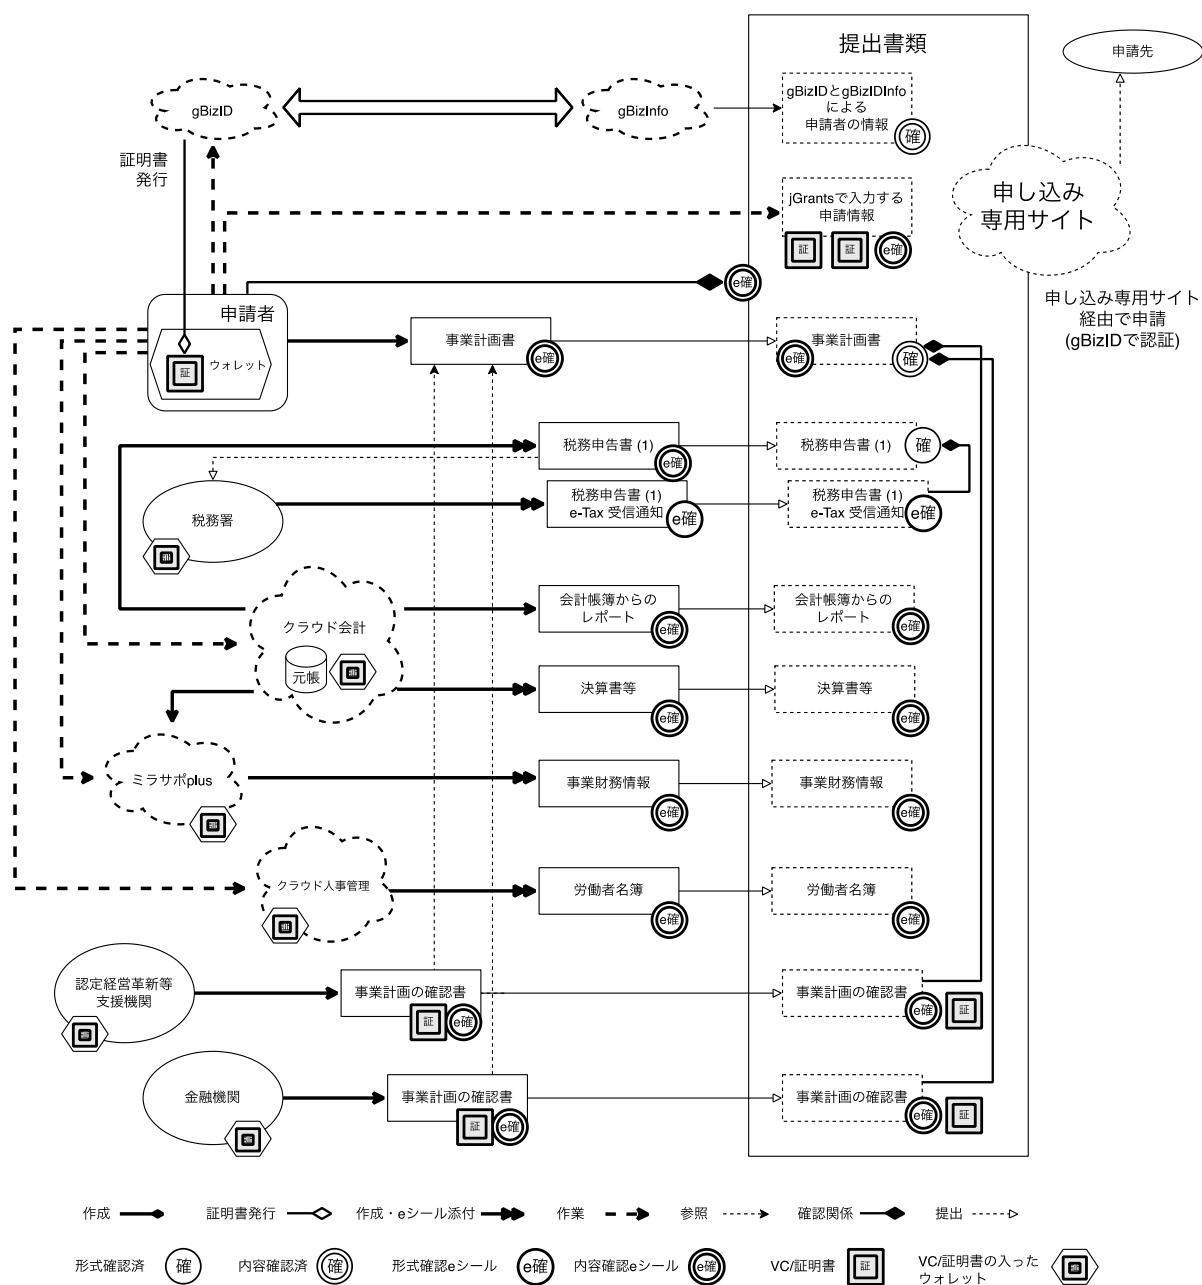 提出書類
申請先
gBizID
gBizInfo
gBizIDとgBizIDInfo
による
申請者の情報
確
証明書
発行
申し込み
専用サイト
jGrantsで入力する
申請情報
証
証
e確
e確
申し込み専用サイト
経由で申請
(gBizIDで認証)
申請者
ウォレット
証
事業計画書
e確
事業計画書
e確
確
税務申告書 (1)
e確
税務申告書 (1)
確
税務署
証
税務申告書 (1)
e-Tax 受信通知
e確
税務申告書 (1)
e-Tax 受信通知
e確
クラウド会計
元帳
証
会計帳簿からの
レポート
e確
会計帳簿からの
レポート
e確
決算書等
e確
決算書等
e確
ミラサポplus
証
事業財務情報
e確
事業財務情報
e確
クラウド人事管理
証
労働者名簿
e確
労働者名簿
e確
認定経営革新等
支援機関
証
事業計画の確認書
証
e確
事業計画の確認書
e確
証
金融機関
証
事業計画の確認書
証
e確
事業計画の確認書
e確
証
作成
証明書発行
作成・eシール添付
作業
参照
確認関係
提出
形式確認済
確
内容確認済
確
形式確認eシール
e確
内容確認eシール
e確
VC/証明書
証
VC/証明書の入った
ウォレット
証